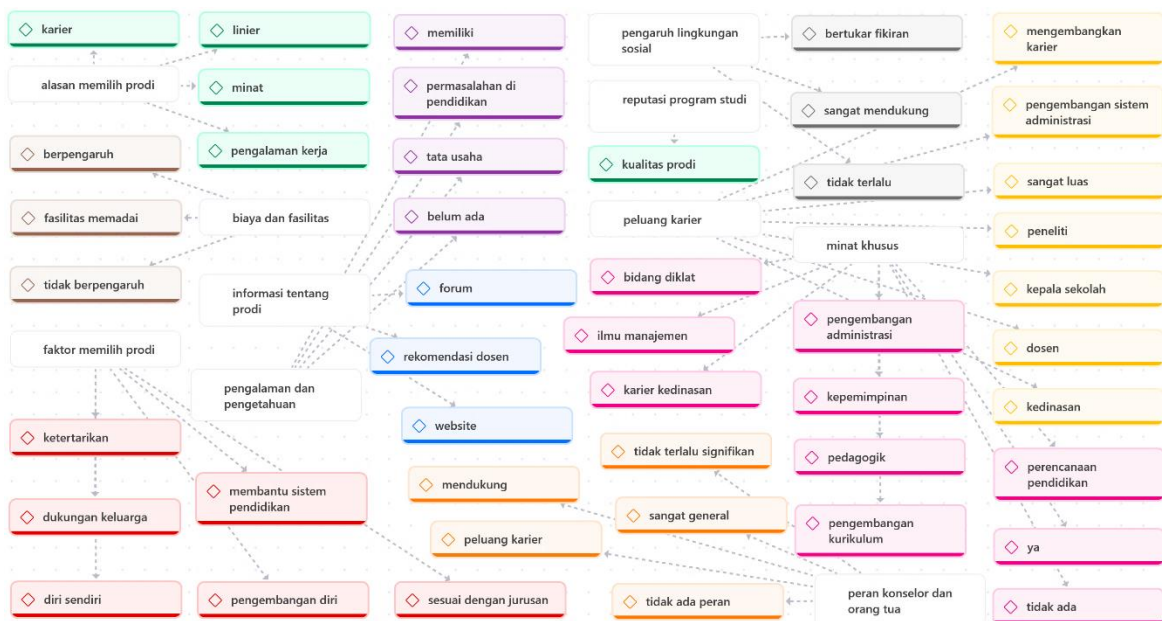 karier
linier
memiliki
pengaruh lingkungan
sosial
bertukar fikiran
mengembangkan
karier
alasan memilih prodi
minat
permasalahan di
pendidikan
reputasi program studi
sangat mendukung
pengembangan sistem
administrasi
berpengaruh
pengalaman kerja
tata usaha
kualitas prodi
tidak terlalu
sangat luas
fasilitas memadai
biaya dan fasilitas
belum ada
peluang karier
peneliti
minat khusus
tidak berpengaruh
informasi tentang
prodi
forum
bidang diklat
kepala sekolah
faktor memilih prodi
rekomendasi dosen
ilmu manajemen
pengembangan
administrasi
dosen
pengalaman dan
pengetahuan
karier kedinasan
kepemimpinan
kedinasan
ketertarikan
website
tidak terlalu signifikan
pedagogik
perencanaan
pendidikan
membantu sistem
pendidikan
mendukung
dukungan keluarga
sangat general
pengembangan
kurikulum
peluang karier
ya
diri sendiri
pengembangan diri
sesuai dengan jurusan
tidak ada peran
peran konselor dan
orang tua
tidak ada